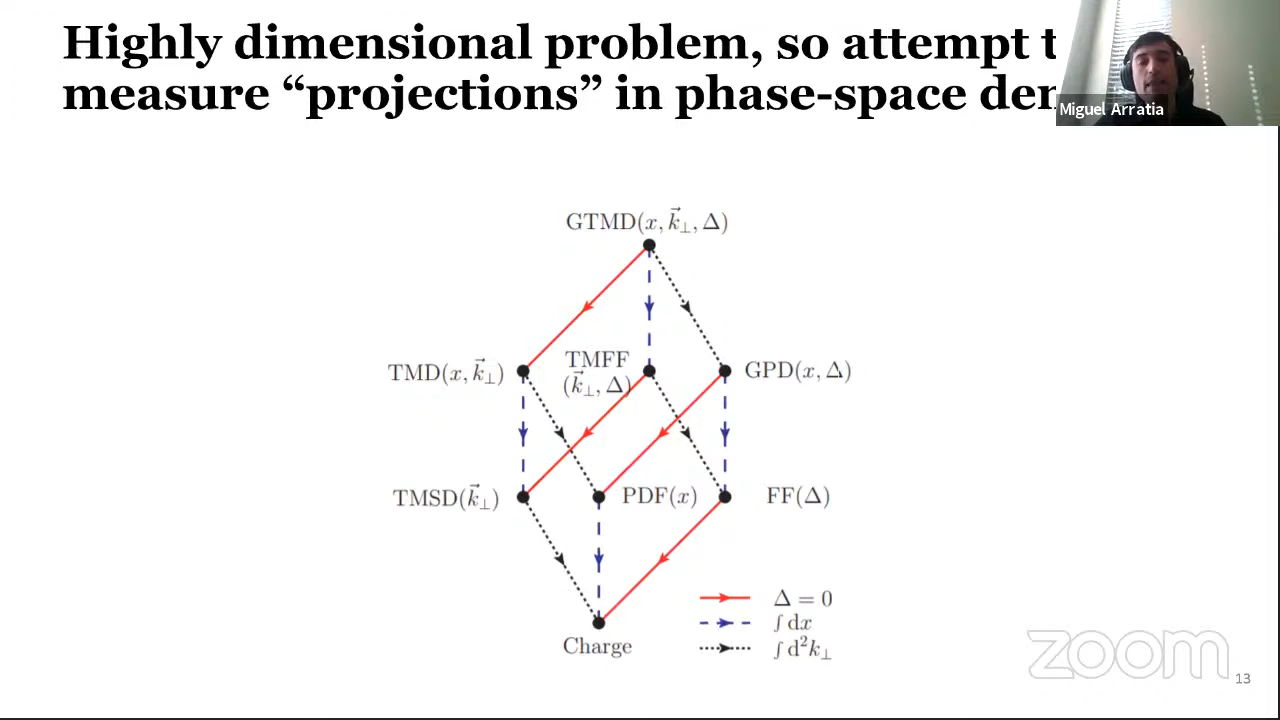 Highly dimensional problem, so attempt t
measure “projections” in phase-space den
Miguel Arratia
GTMD(x, k⃗⊥, Δ)
TMD(x, k⃗⊥)
TMFF
(k⃗⊥, Δ)
GPD(x, Δ)
TMSD(k⃗⊥)
PDF(x)
FF(Δ)
Charge
Δ = 0
∫ dx
∫ d²k⊥
zoom
13